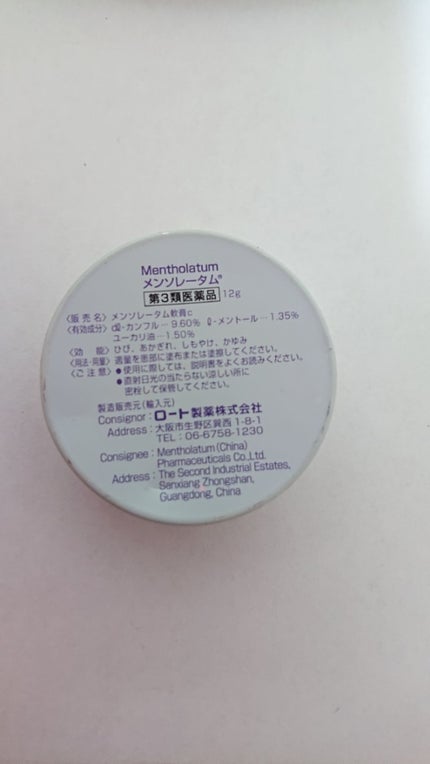 Mentholatum
メンソレータム®
第3類医薬品 12g
〈販 売 名〉メンソレータム軟膏c
〈有効成分〉dℓ-カンフル…9.60% ℓ-メントール…1.35%
ユーカリ油…1.50%
〈効 能〉ひび、あかぎれ、しもやけ、かゆみ
〈用法・用量〉適量を患部に塗布または塗擦してください。
〈ご 注 意〉●使用に際しては、説明書をよくお読みください。
●直射日光の当たらない涼しい所に
密栓して保管してください。
製造販売元(輸入元)
Consignor:ロート製薬株式会社
Address:大阪市生野区巽西1-8-1
TEL:06-6758-1230
Consignee:Mentholatum (China)
Pharmaceuticals Co.,Ltd.
Address:The Second Industrial Estates,
Sanxiang Zhongshan,
Guangdong, China